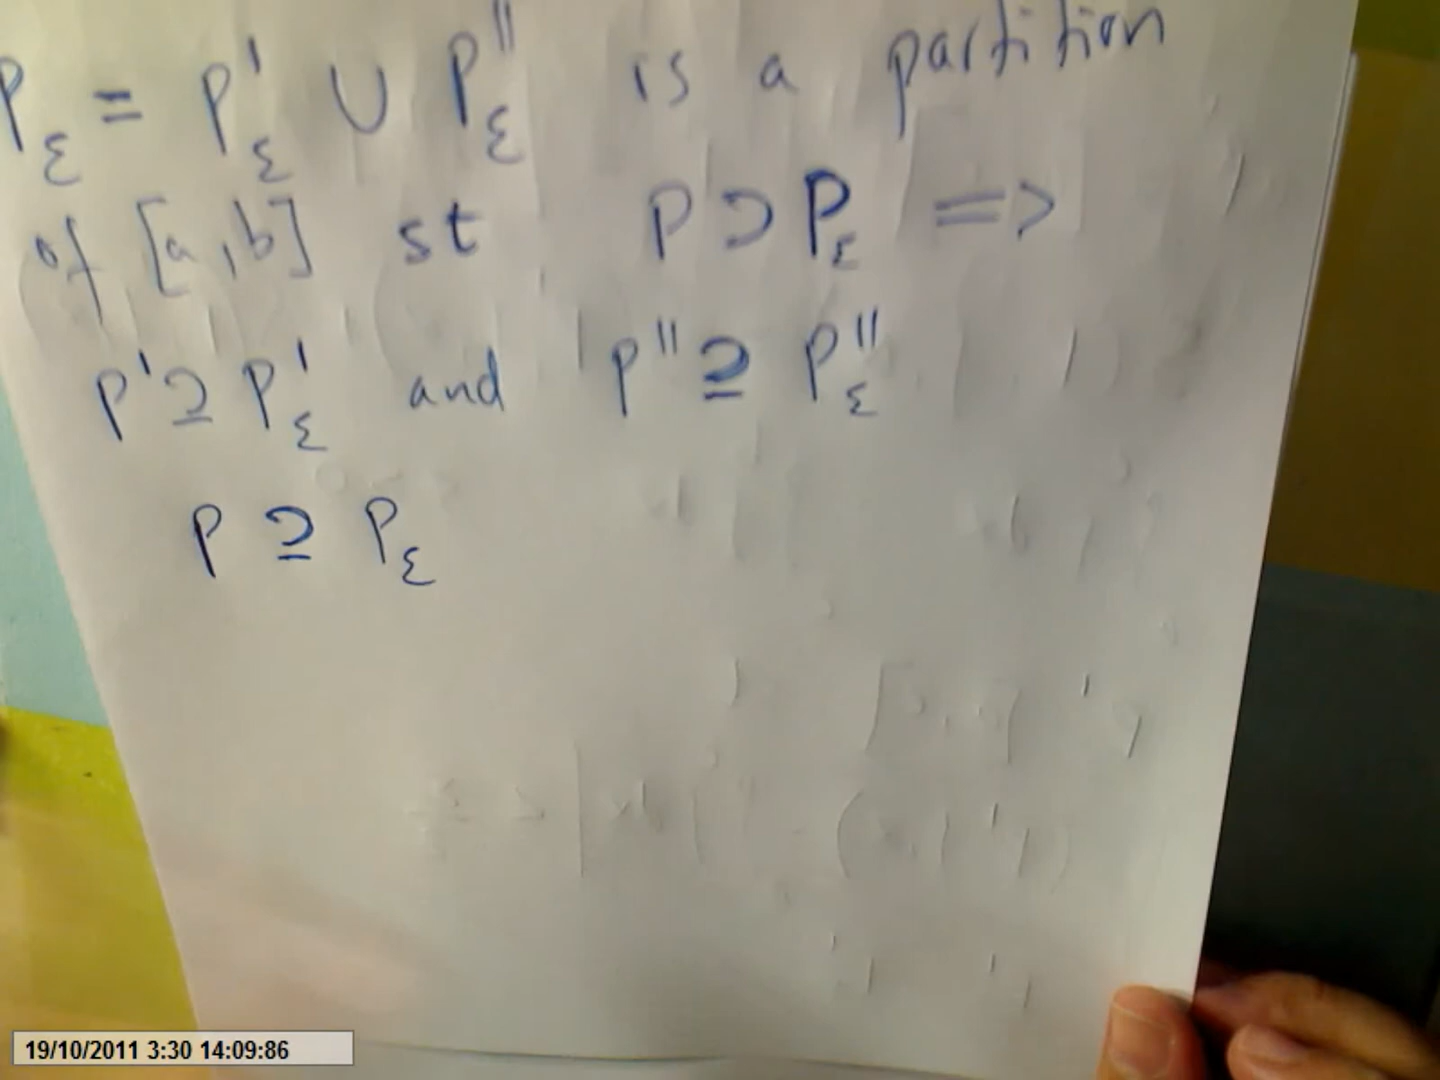 P_ε = P'_ε ∪ P''_ε is a partition
of [a,b] st P ⊃ P_ε =>
P' ⊇ P'_ε and P'' ⊇ P''_ε
P ⊇ P_ε
19/10/2011 3:30 14:09:86